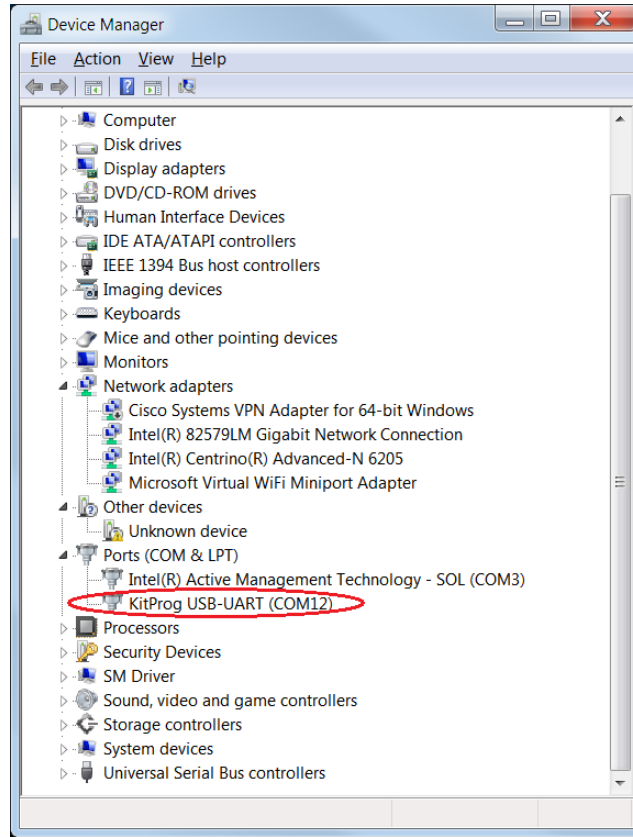 Device Manager
File Action View Help
Computer
Disk drives
Display adapters
DVD/CD-ROM drives
Human Interface Devices
IDE ATA/ATAPI controllers
IEEE 1394 Bus host controllers
Imaging devices
Keyboards
Mice and other pointing devices
Monitors
Network adapters
Cisco Systems VPN Adapter for 64-bit Windows
Intel(R) 82579LM Gigabit Network Connection
Intel(R) Centrino(R) Advanced-N 6205
Microsoft Virtual WiFi Miniport Adapter
Other devices
Unknown device
Ports (COM & LPT)
Intel(R) Active Management Technology - SOL (COM3)
KitProg USB-UART (COM12)
Processors
Security Devices
SM Driver
Sound, video and game controllers
Storage controllers
System devices
Universal Serial Bus controllers